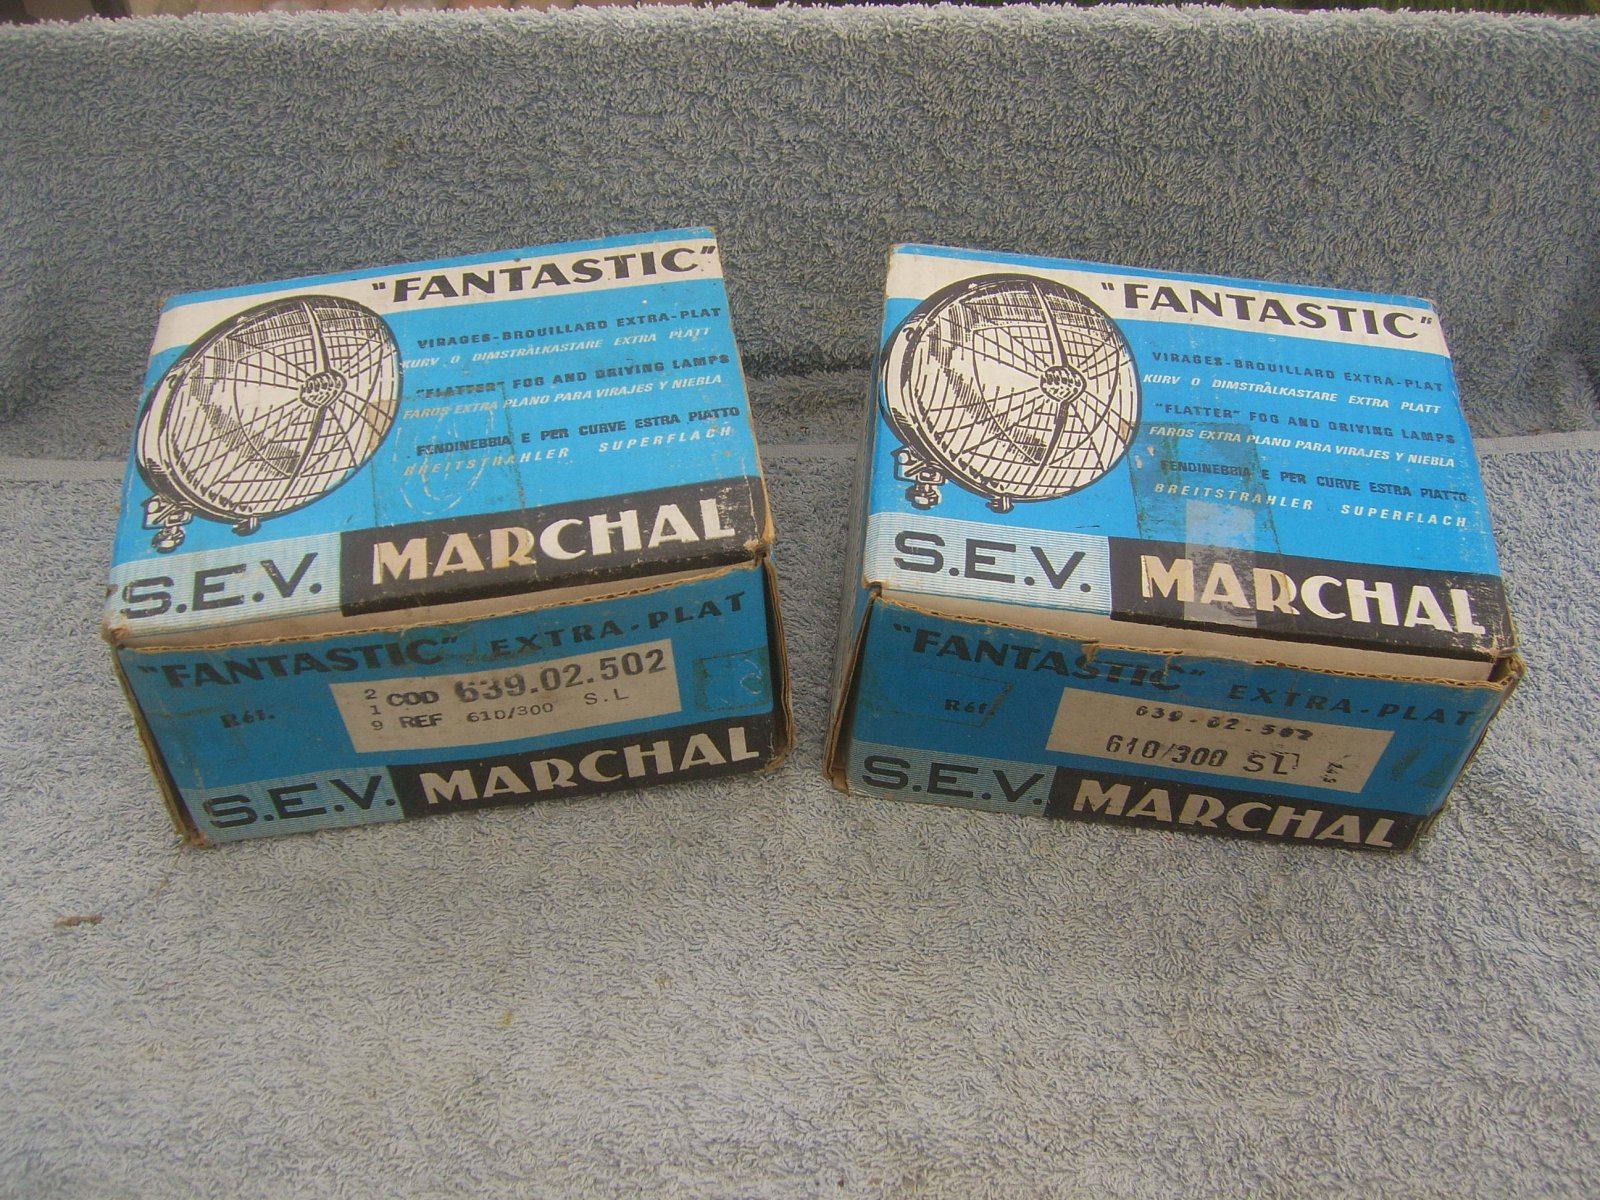 "FANTASTIC"
VIRAGES-BROUILLARD EXTRA-PLAT
KURV O DIMSTRÅLKASTARE EXTRA PLATT
"FLATTER" FOG AND DRIVING LAMPS
FAROS EXTRA PLANO PARA VIRAJES Y NIEBLA
FENDINEBBIA E PER CURVE ESTRA PIATTO
BREITSTRAHLER SUPERFLACH
S.E.V. MARCHAL
"FANTASTIC" EXTRA-PLAT
Réf.
219
COD 639.02.502
REF 610/300 S.L
S.E.V. MARCHAL
"FANTASTIC"
VIRAGES-BROUILLARD EXTRA-PLAT
KURV O DIMSTRÅLKASTARE EXTRA PLATT
"FLATTER" FOG AND DRIVING LAMPS
FAROS EXTRA PLANO PARA VIRAJES Y NIEBLA
FENDINEBBIA E PER CURVE ESTRA PIATTO
BREITSTRAHLER SUPERFLACH
S.E.V. MARCHAL
"FANTASTIC" EXTRA-PLAT
Réf.
639-02-502
610/300 SL
S.E.V. MARCHAL